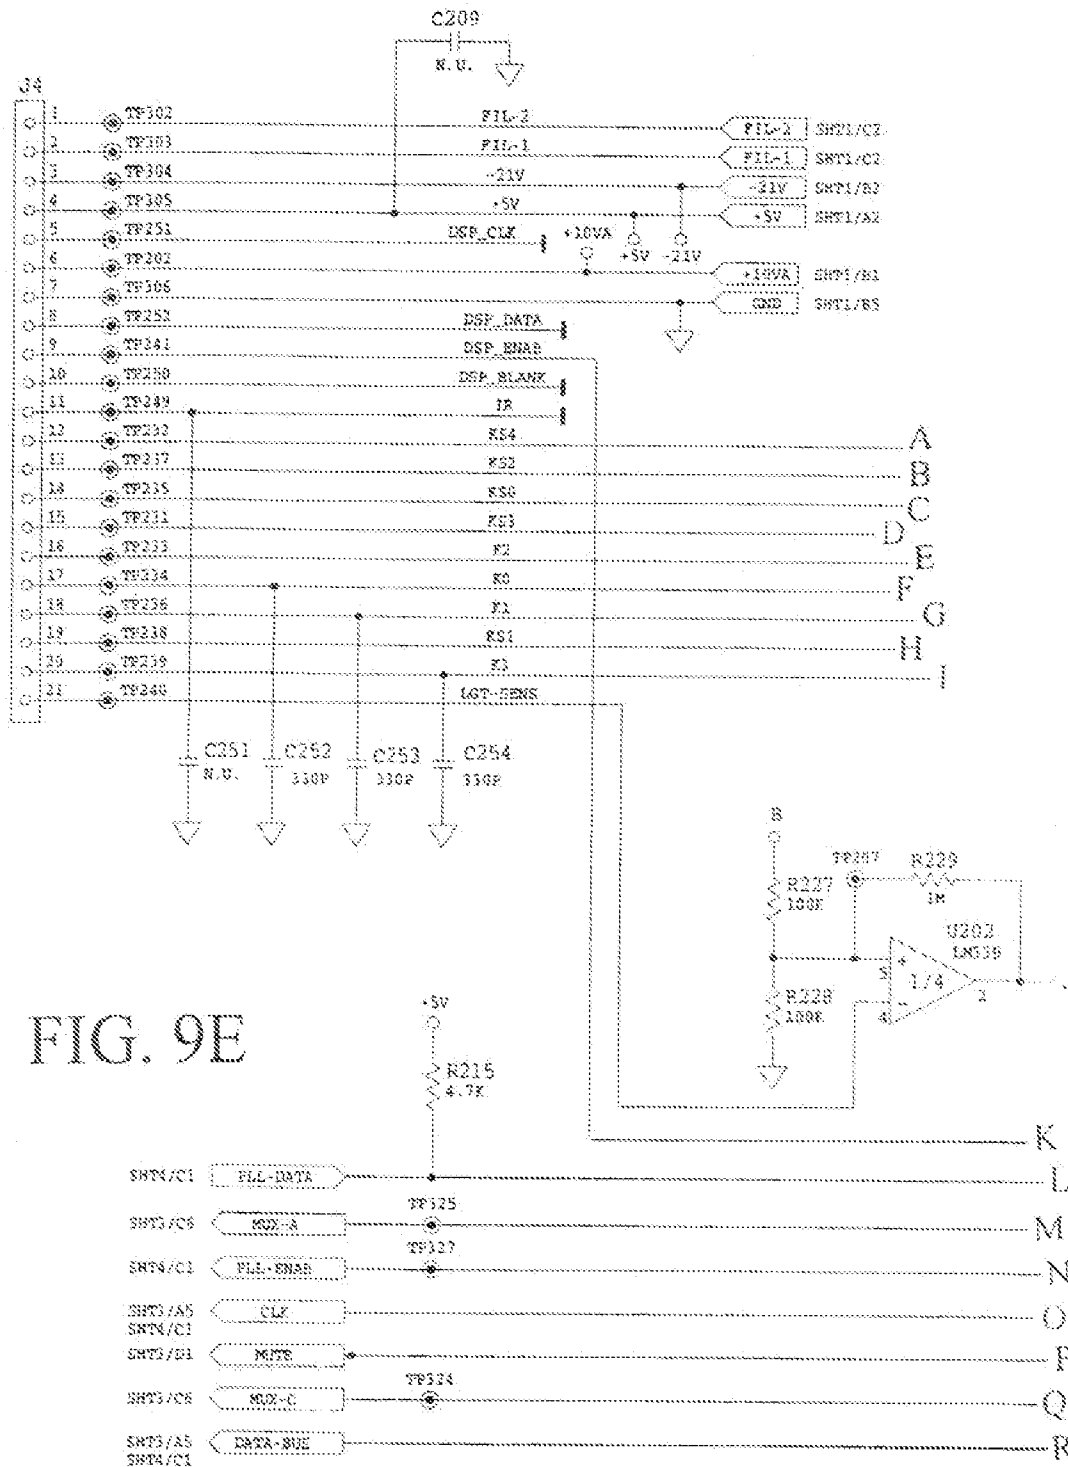 C209
N.U.
J4
1 TP302 FIL-2 FIL-2 SHT1/C2
2 TP303 FIL-1 FIL-1 SHT1/C2
3 TP304 -21V -21V SHT1/B2
4 TP305 +5V +5V SHT1/A2
5 TP251 DSP_CLK +10VA +5V -21V
6 TP202 +10VA SHT1/B1
7 TP306 GND SHT1/B5
8 TP252 DSP_DATA
9 TP241 DSP_ENAB
10 TP250 DSP_BLANK
11 TP249 IR
12 TP232 KS4 A
13 TP237 KS2 B
14 TP235 KS0 C
15 TP231 KS3 D
16 TP233 K2 E
17 TP234 K0 F
18 TP236 K1 G
19 TP238 KS1 H
20 TP239 K3 I
21 TP240 LGT-SENS
C251 N.U.
C252 330P
C253 330P
C254 330P
B
R227 100K
R229 1M
U202
LM339
5 + 1/4 2
4 -
R228 100K
+5V
R215
4.7K
FIG. 9E
K
SHT4/C1 PLL-DATA L
SHT3/C6 MUX-A TP325 M
SHT4/C1 PLL-ENAB TP327 N
SHT3/A5 CLK O
SHT4/C1
SHT3/D1 MUTE P
SHT3/C6 MUX-C TP324 Q
SHT3/A5 DATA-BUE R
SHT4/C1